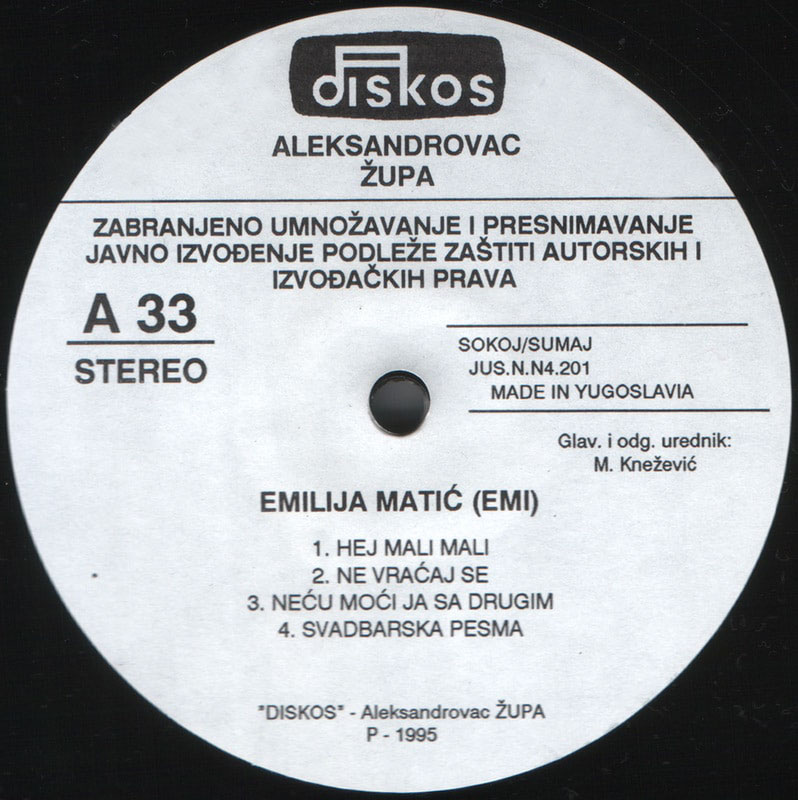 diskos
ALEKSANDROVAC
ŽUPA
ZABRANJENO UMNOŽAVANJE I PRESNIMAVANJE
JAVNO IZVOĐENJE PODLEŽE ZAŠTITI AUTORSKIH I
IZVOĐAČKIH PRAVA
A 33
STEREO
SOKOJ/SUMAJ
JUS.N.N4.201
MADE IN YUGOSLAVIA
Glav. i odg. urednik:
M. Knežević
EMILIJA MATIĆ (EMI)
1. HEJ MALI MALI
2. NE VRAĆAJ SE
3. NEĆU MOĆI JA SA DRUGIM
4. SVADBARSKA PESMA
"DISKOS" - Aleksandrovac ŽUPA
P - 1995